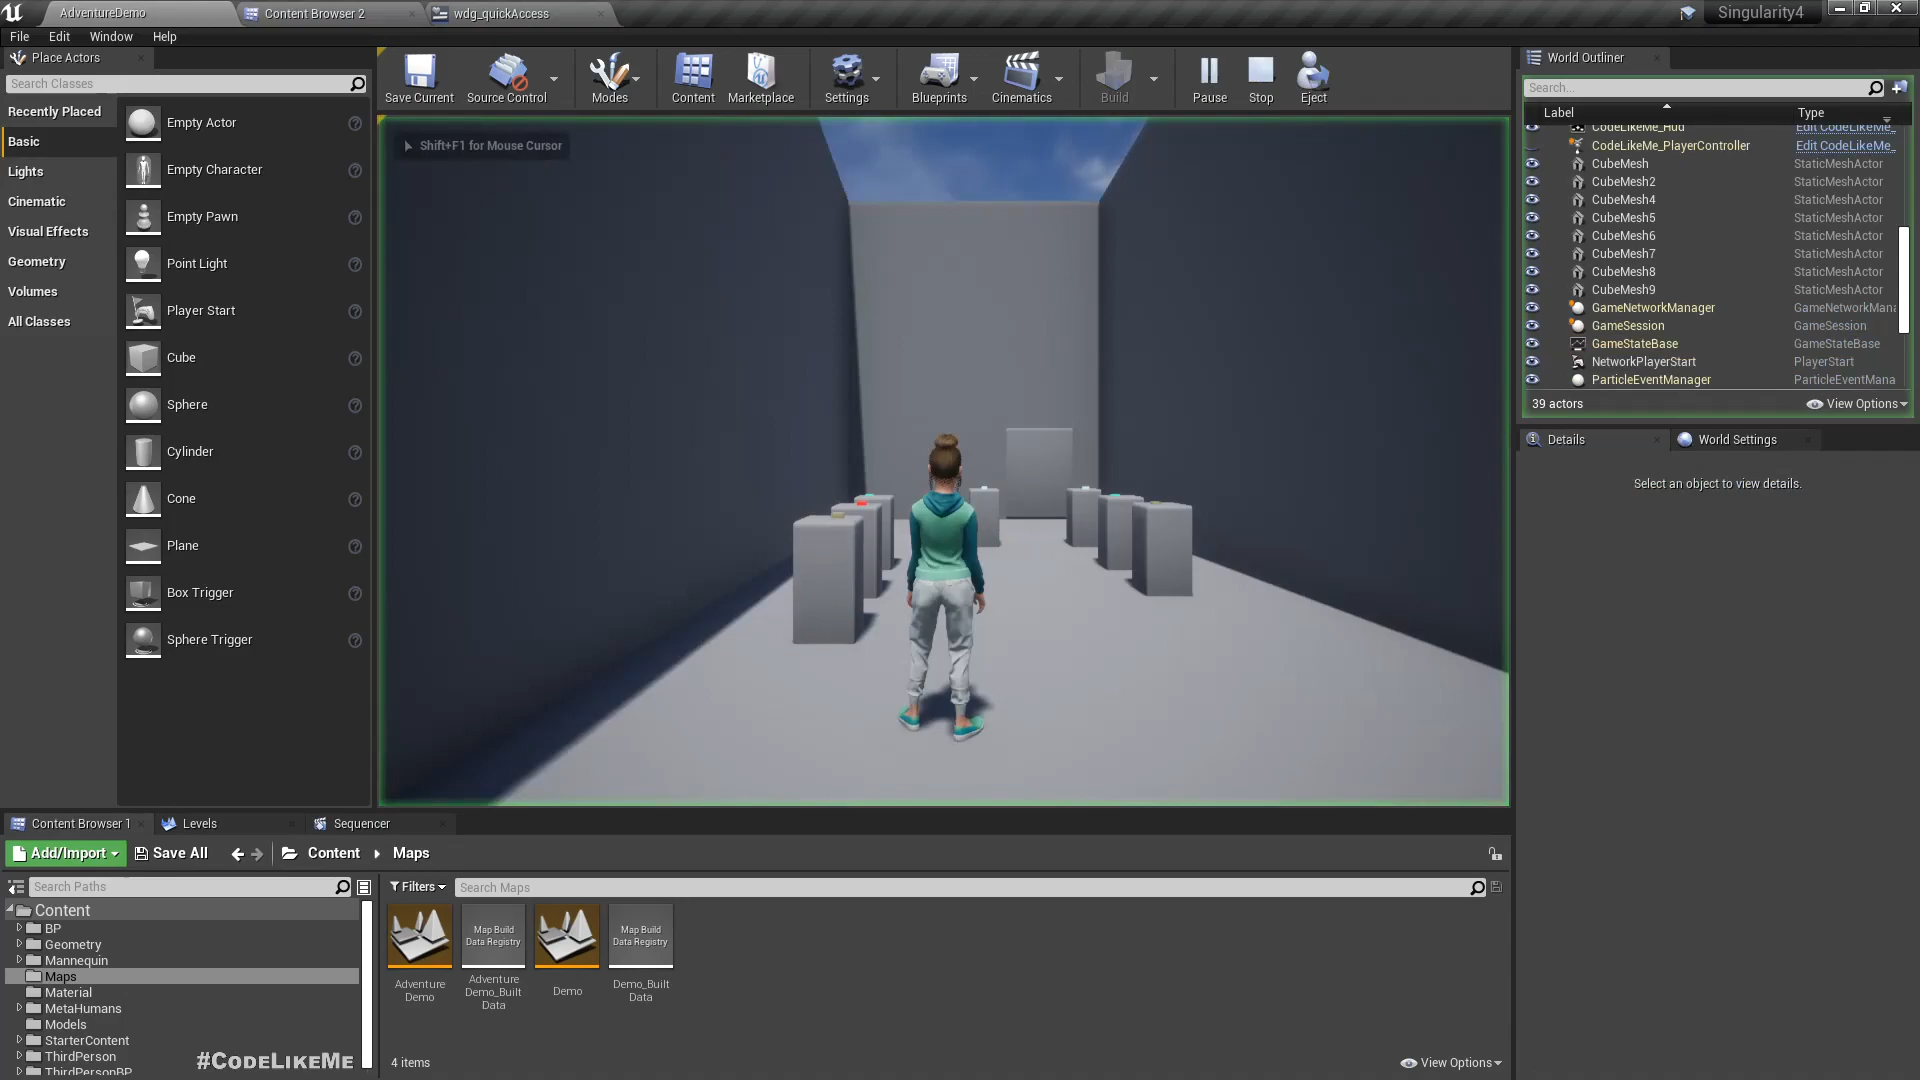 AdventureDemo
Content Browser 2
wdg_quickAccess
Singularity4
File
Edit
Window
Help
Place Actors
Search Classes
Recently Placed
Basic
Lights
Cinematic
Visual Effects
Geometry
Volumes
All Classes
Empty Actor
Empty Character
Empty Pawn
Point Light
Player Start
Cube
Sphere
Cylinder
Cone
Plane
Box Trigger
Sphere Trigger
Save Current
Source Control
Modes
Content
Marketplace
Settings
Blueprints
Cinematics
Build
Pause
Stop
Eject
Shift+F1 for Mouse Cursor
World Outliner
Search...
Label
Type
CodeLikeMe_Hud
Edit CodeLikeMe_
CodeLikeMe_PlayerController
Edit CodeLikeMe_
CubeMesh
StaticMeshActor
CubeMesh2
StaticMeshActor
CubeMesh4
StaticMeshActor
CubeMesh5
StaticMeshActor
CubeMesh6
StaticMeshActor
CubeMesh7
StaticMeshActor
CubeMesh8
StaticMeshActor
CubeMesh9
StaticMeshActor
GameNetworkManager
GameNetworkMana
GameSession
GameSession
GameStateBase
GameStateBase
NetworkPlayerStart
PlayerStart
ParticleEventManager
ParticleEventMana
39 actors
View Options
Details
World Settings
Select an object to view details.
Content Browser 1
Levels
Sequencer
Add/Import
Save All
Content
Maps
Search Paths
Filters
Search Maps
Content
BP
Geometry
Mannequin
Maps
Material
MetaHumans
Models
StarterContent
ThirdPerson
ThirdPersonBP
Map Build
Data Registry
Map Build
Data Registry
Adventure
Demo
Adventure
Demo_Built
Data
Demo
Demo_Built
Data
4 items
View Options
#CodeLikeMe